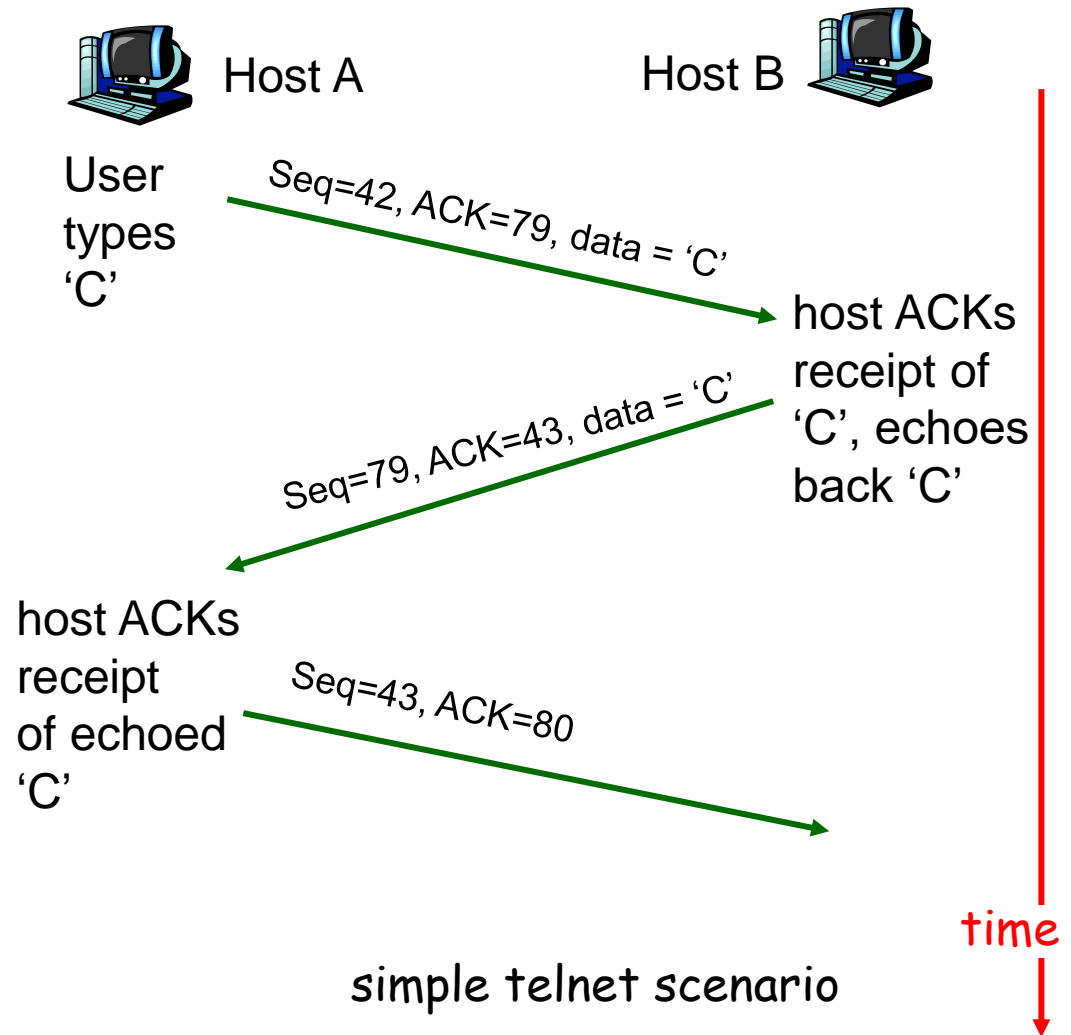 Host A
Host B
User
types
‘C’
Seq=42, ACK=79, data = ‘C’
host ACKs
receipt of
‘C’, echoes
back ‘C’
Seq=79, ACK=43, data = ‘C’
host ACKs
receipt
of echoed
‘C’
Seq=43, ACK=80
time
simple telnet scenario